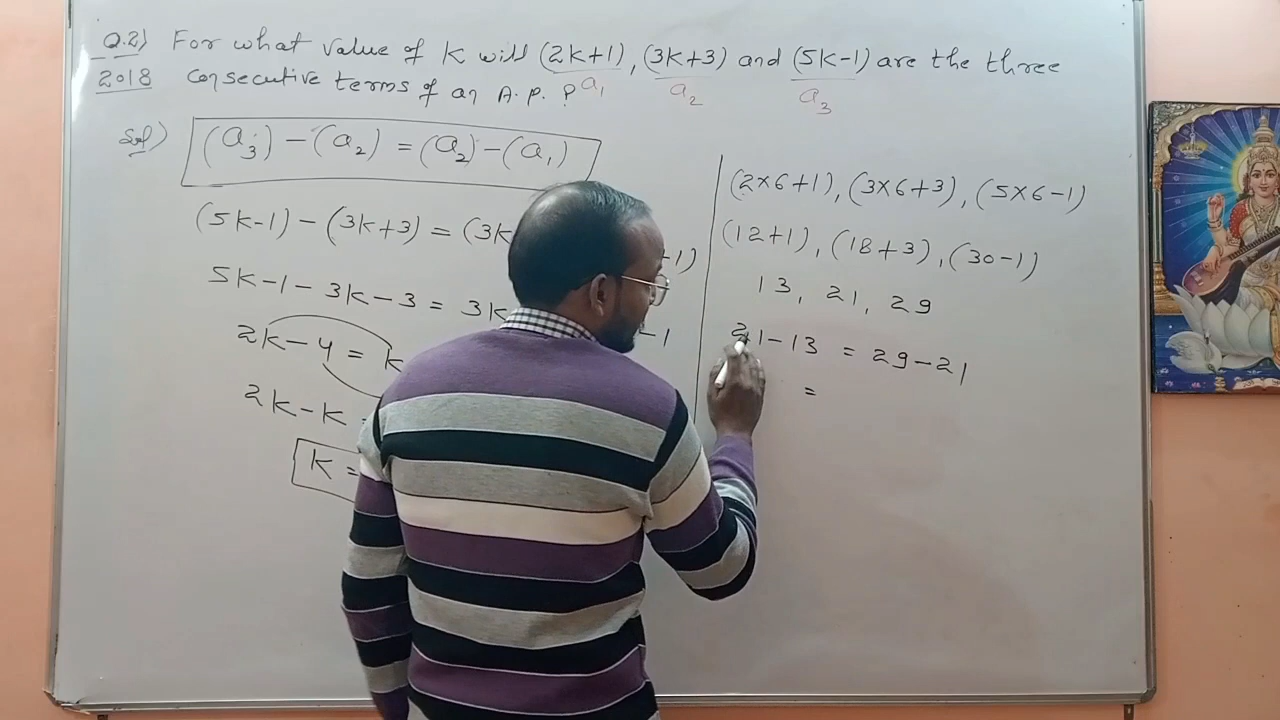 Q.2) For what value of k will (2k+1), (3k+3) and (5k-1) are the three
2018 consecutive terms of an A.P.?
a₁ a₂ a₃
Sol) (a₃) - (a₂) = (a₂) - (a₁)
(5k-1) - (3k+3) = (3k -1)
5k-1-3k-3 = 3k -1
2k-4 = k
2k-k =
k =
(2×6+1), (3×6+3), (5×6-1)
(12+1), (18+3), (30-1)
13, 21, 29
21-13 = 29-21
=